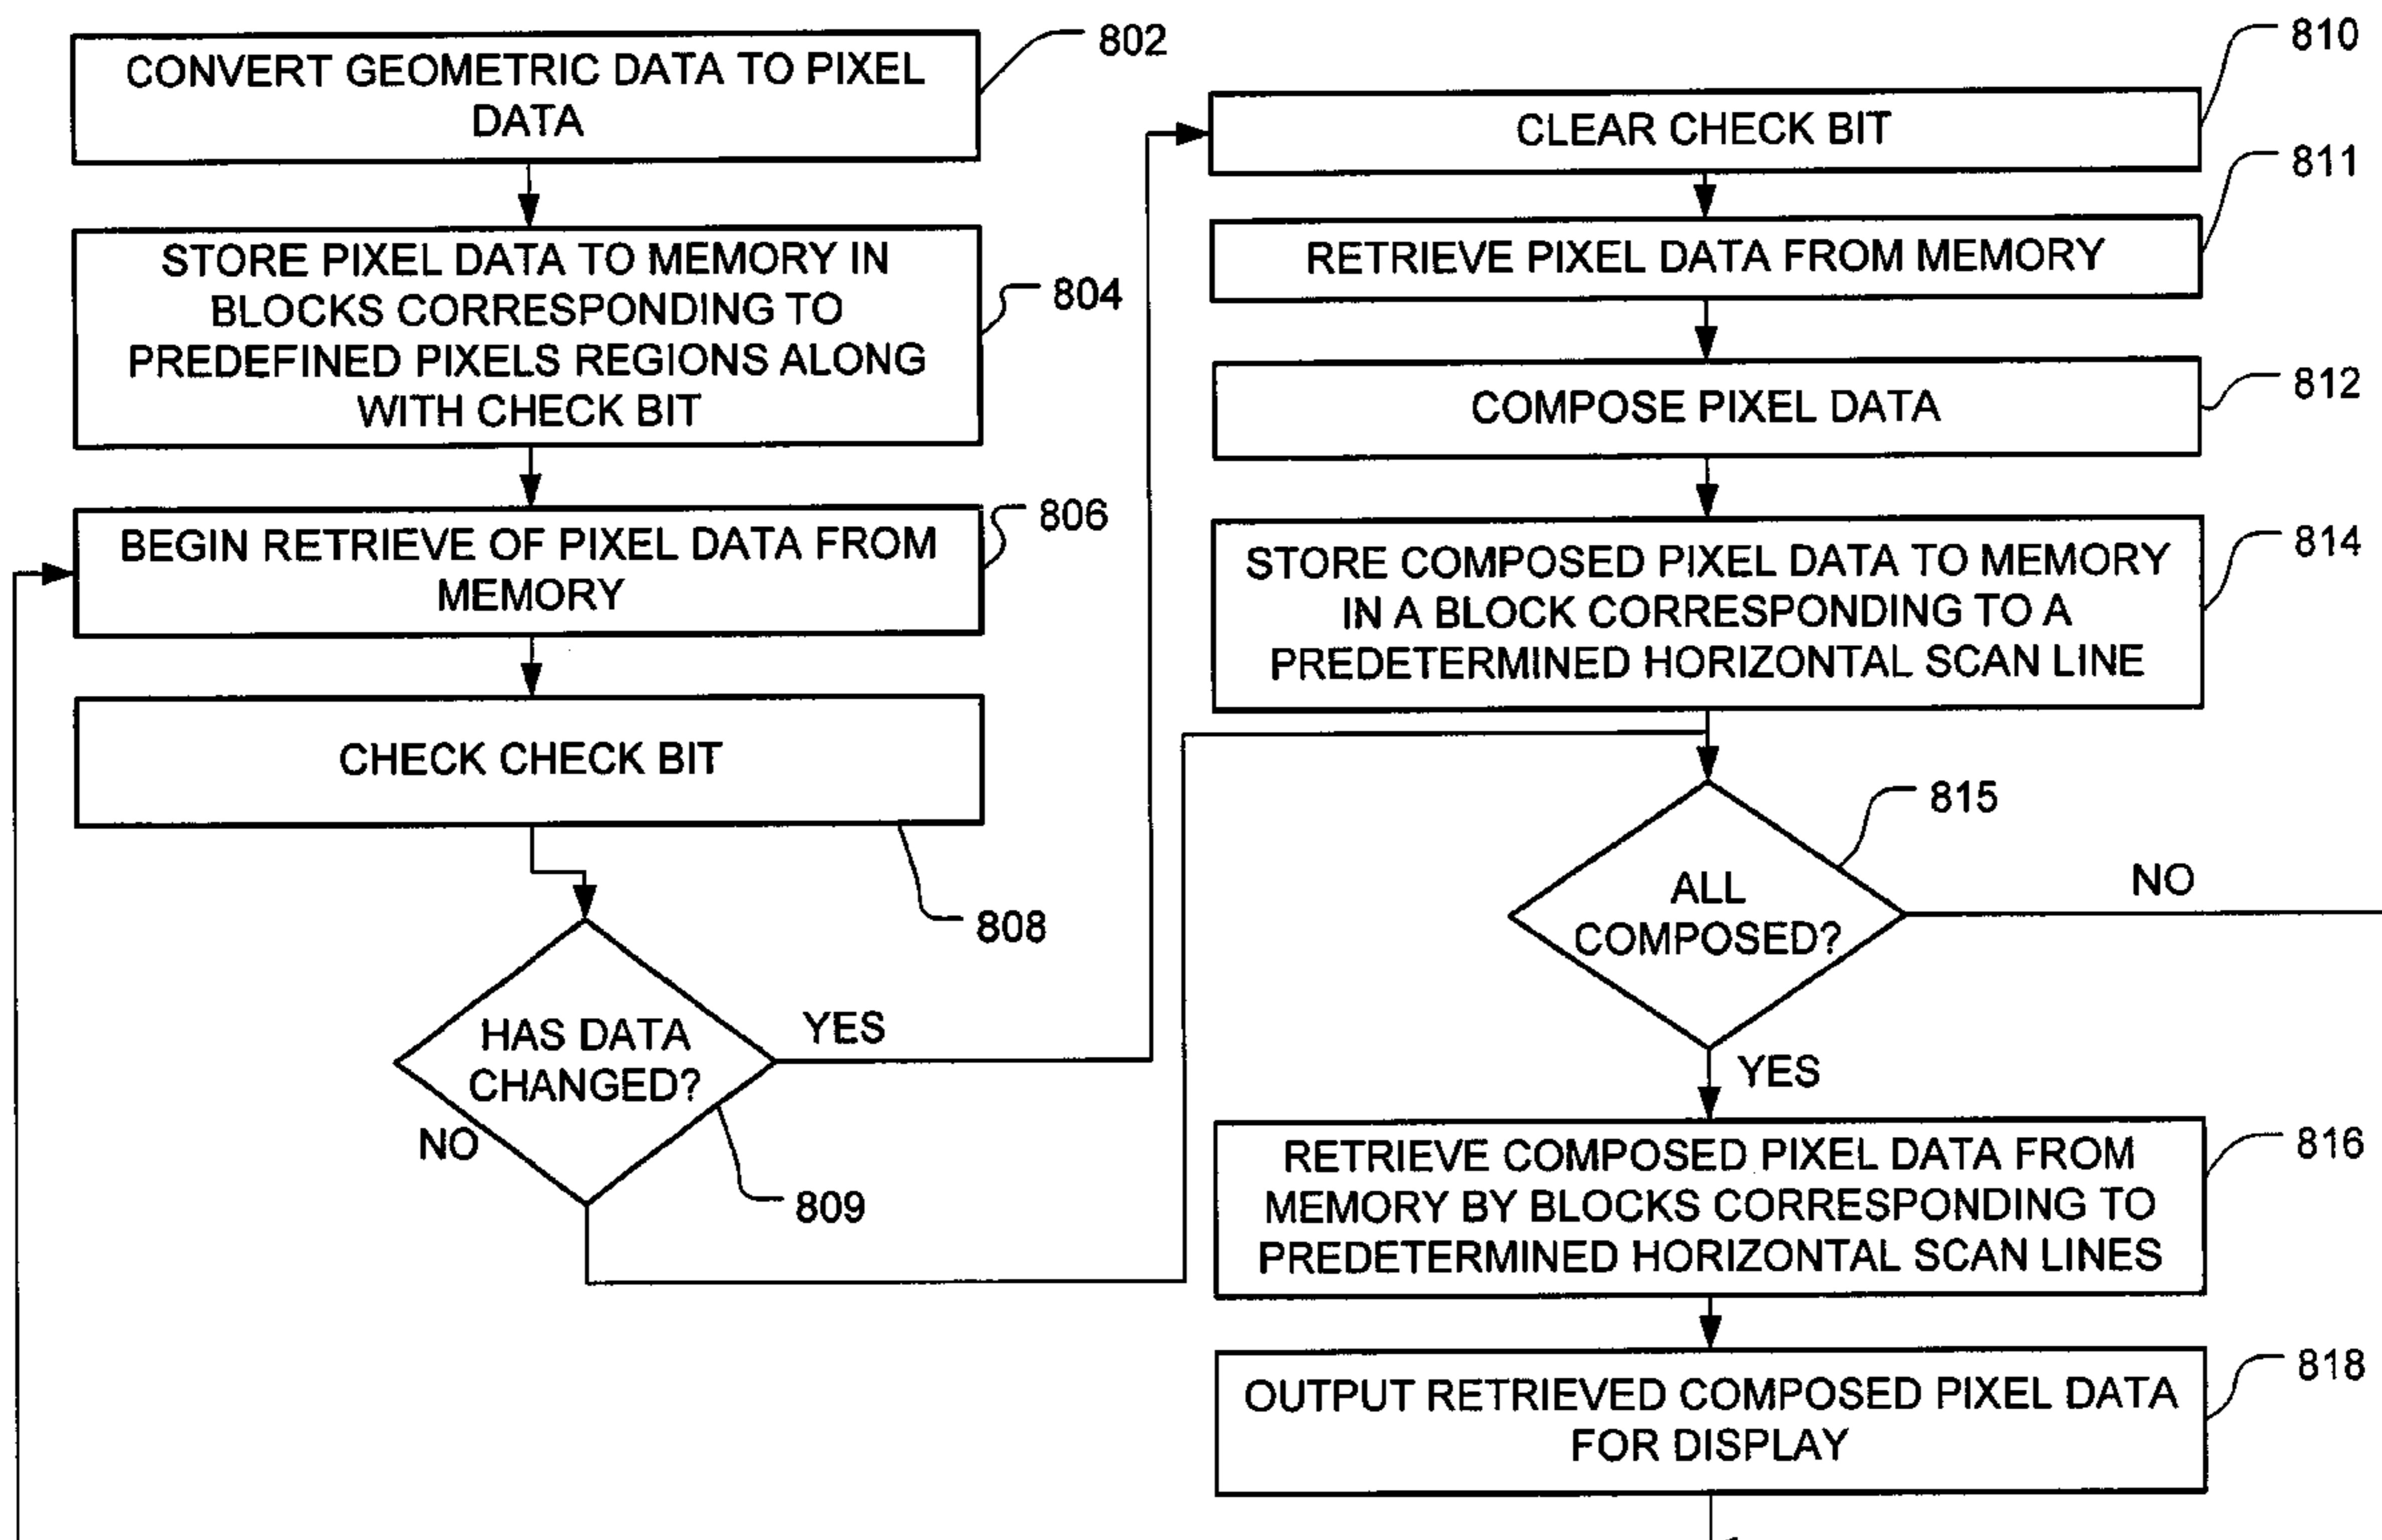 802
CONVERT GEOMETRIC DATA TO PIXEL
DATA
STORE PIXEL DATA TO MEMORY IN
BLOCKS CORRESPONDING TO
PREDEFINED PIXELS REGIONS ALONG
WITH CHECK BIT
804
BEGIN RETRIEVE OF PIXEL DATA FROM
MEMORY
806
CHECK CHECK BIT
808
HAS DATA
CHANGED?
YES
NO
809
810
CLEAR CHECK BIT
811
RETRIEVE PIXEL DATA FROM MEMORY
812
COMPOSE PIXEL DATA
814
STORE COMPOSED PIXEL DATA TO MEMORY
IN A BLOCK CORRESPONDING TO A
PREDETERMINED HORIZONTAL SCAN LINE
815
ALL
COMPOSED?
NO
YES
816
RETRIEVE COMPOSED PIXEL DATA FROM
MEMORY BY BLOCKS CORRESPONDING TO
PREDETERMINED HORIZONTAL SCAN LINES
818
OUTPUT RETRIEVED COMPOSED PIXEL DATA
FOR DISPLAY